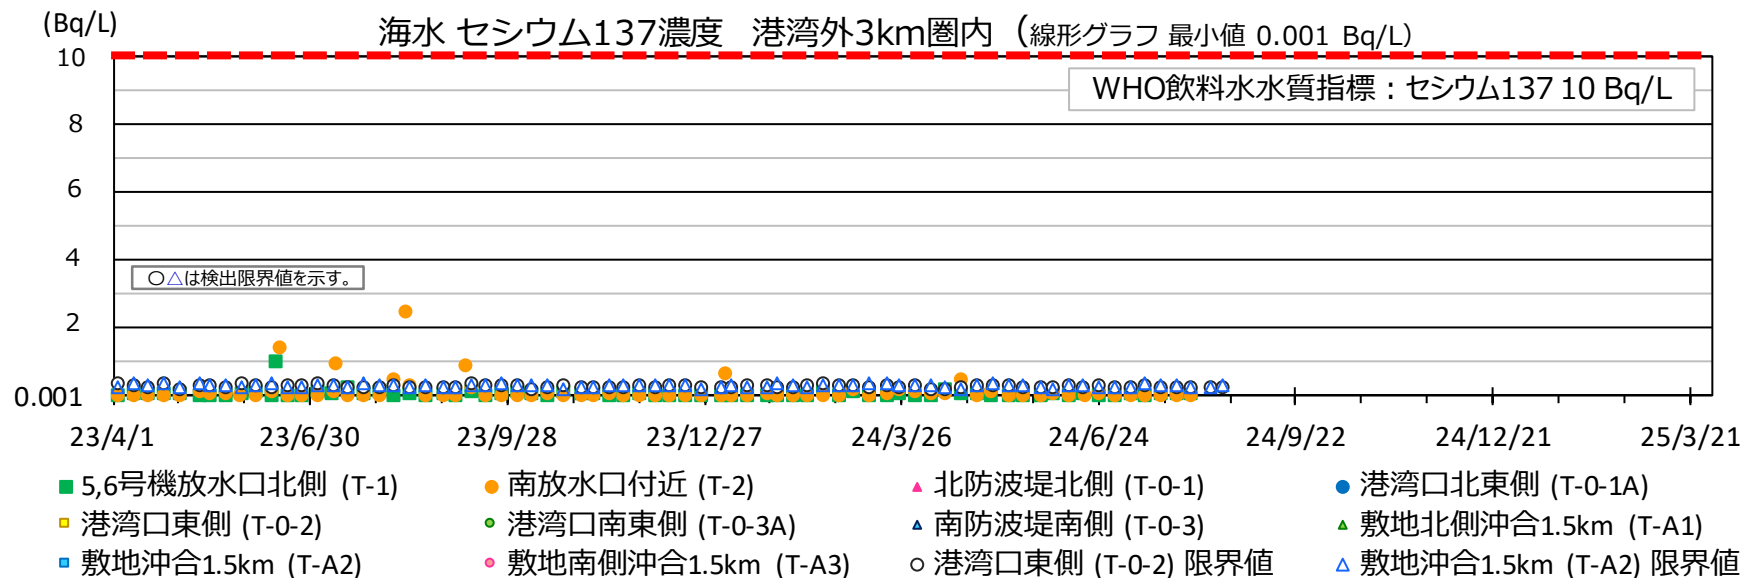 (Bq/L)
海水 セシウム137濃度 港湾外3km圏内（線形グラフ 最小値 0.001 Bq/L）
10
WHO飲料水水質指標：セシウム137 10 Bq/L
8
6
4
○△は検出限界値を示す。
2
0.001
23/4/1 23/6/30 23/9/28 23/12/27 24/3/26 24/6/24 24/9/22 24/12/21 25/3/21
5,6号機放水口北側 (T-1) 南放水口付近 (T-2) 北防波堤北側 (T-0-1) 港湾口北東側 (T-0-1A)
港湾口東側 (T-0-2) 港湾口南東側 (T-0-3A) 南防波堤南側 (T-0-3) 敷地北側沖合1.5km (T-A1)
敷地沖合1.5km (T-A2) 敷地南側沖合1.5km (T-A3) 港湾口東側 (T-0-2) 限界値 敷地沖合1.5km (T-A2) 限界値